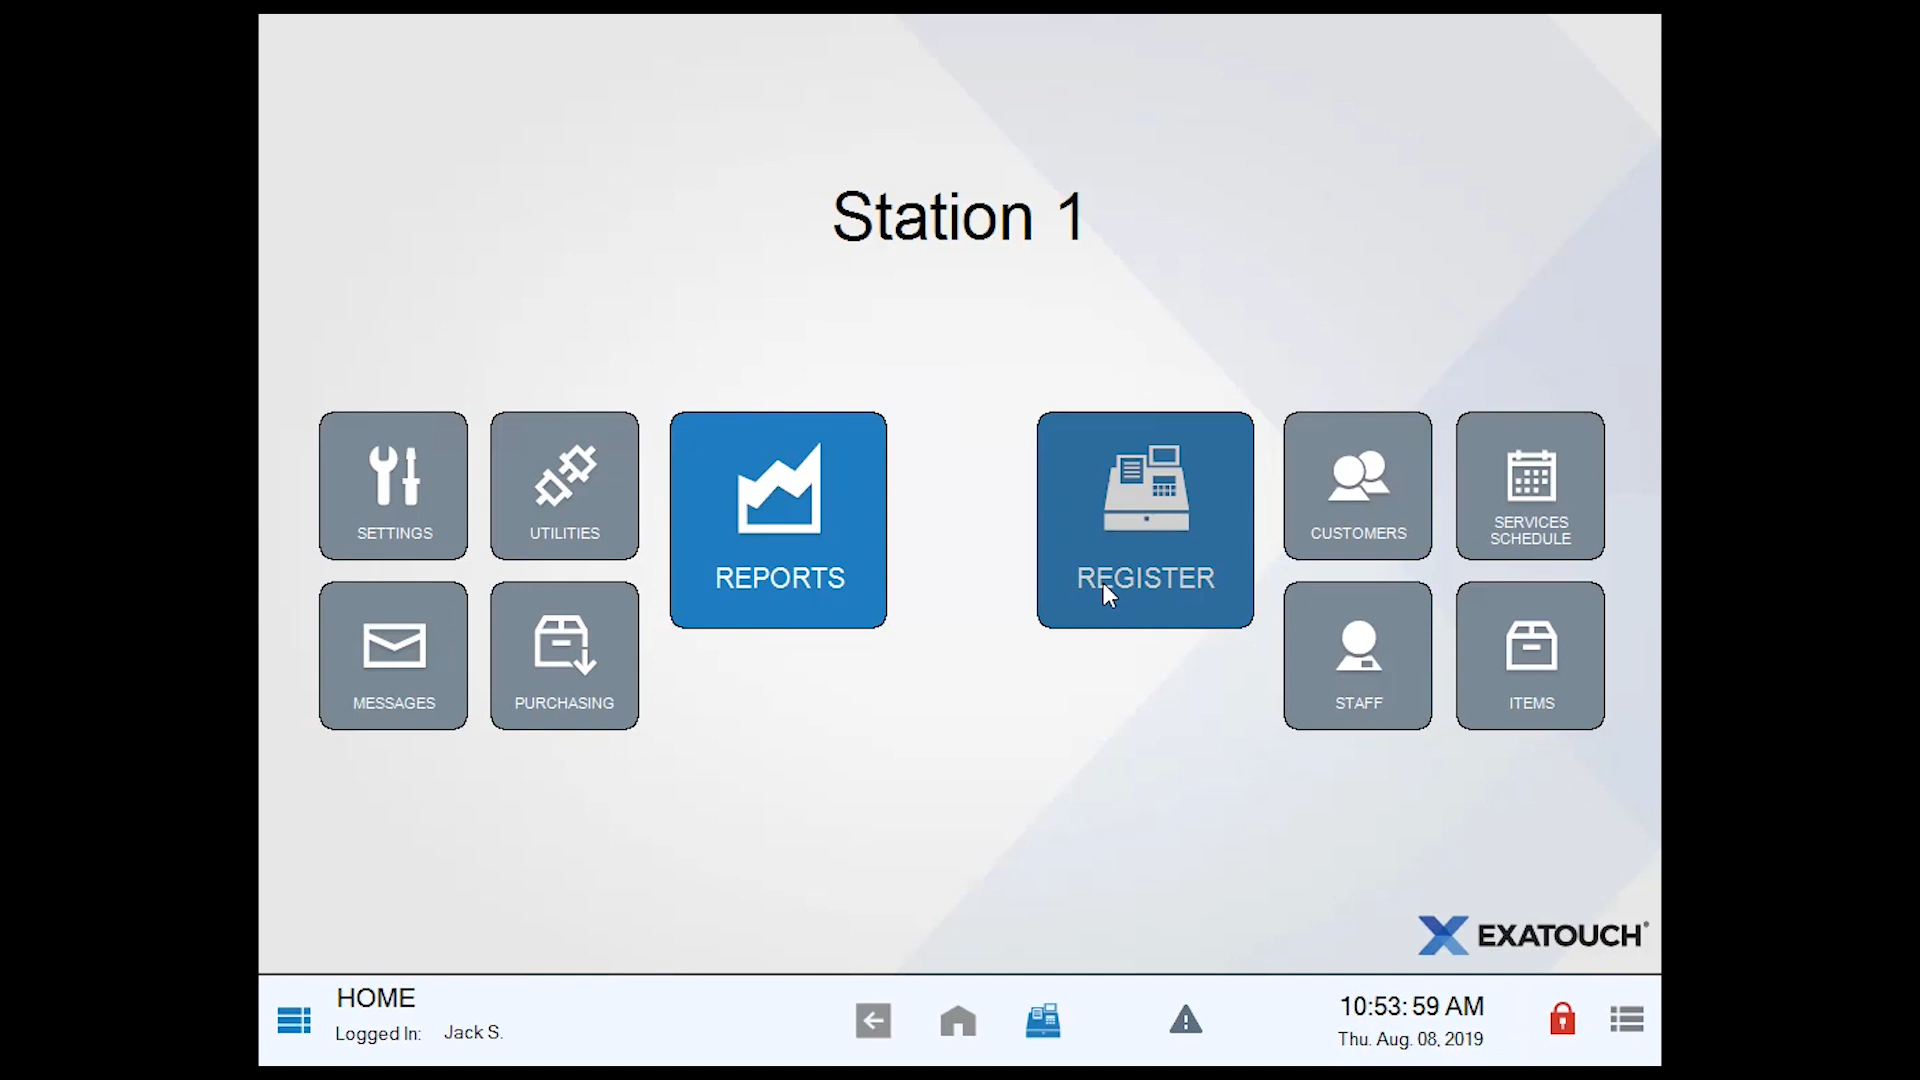 Station 1
SETTINGS
UTILITIES
REPORTS
REGISTER
CUSTOMERS
SERVICES
SCHEDULE
MESSAGES
PURCHASING
STAFF
ITEMS
EXATOUCH®
HOME
Logged In: Jack S.
10:53:59 AM
Thu. Aug. 08, 2019